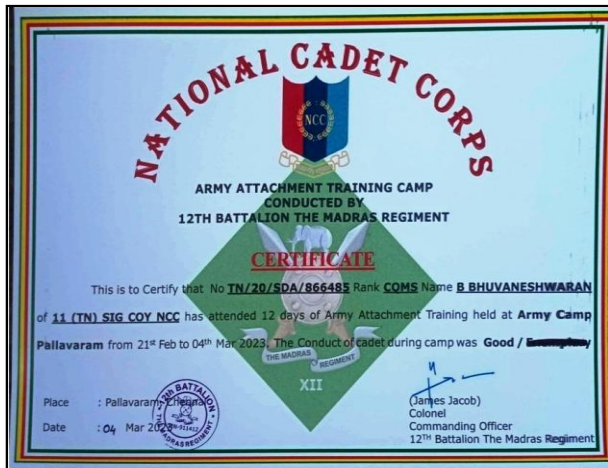 NATIONAL CADET CORPS
NCC
ARMY ATTACHMENT TRAINING CAMP
CONDUCTED BY
12TH BATTALION THE MADRAS REGIMENT
CERTIFICATE
This is to Certify that No TN/20/SDA/866485 Rank COMS Name B BHUVANESHWARAN
of 11 (TN) SIG COY NCC has attended 12 days of Army Attachment Training held at Army Camp
Pallavaram from 21st Feb to 04th Mar 2023. The Conduct of cadet during camp was Good /
THE MADRAS REGIMENT
XII
Place : Pallavaram, Chennai
Date : 04 Mar 2023
12th BATTALION
THE MADRAS REGIMENT
(James Jacob)
Colonel
Commanding Officer
12TH Battalion The Madras Regiment